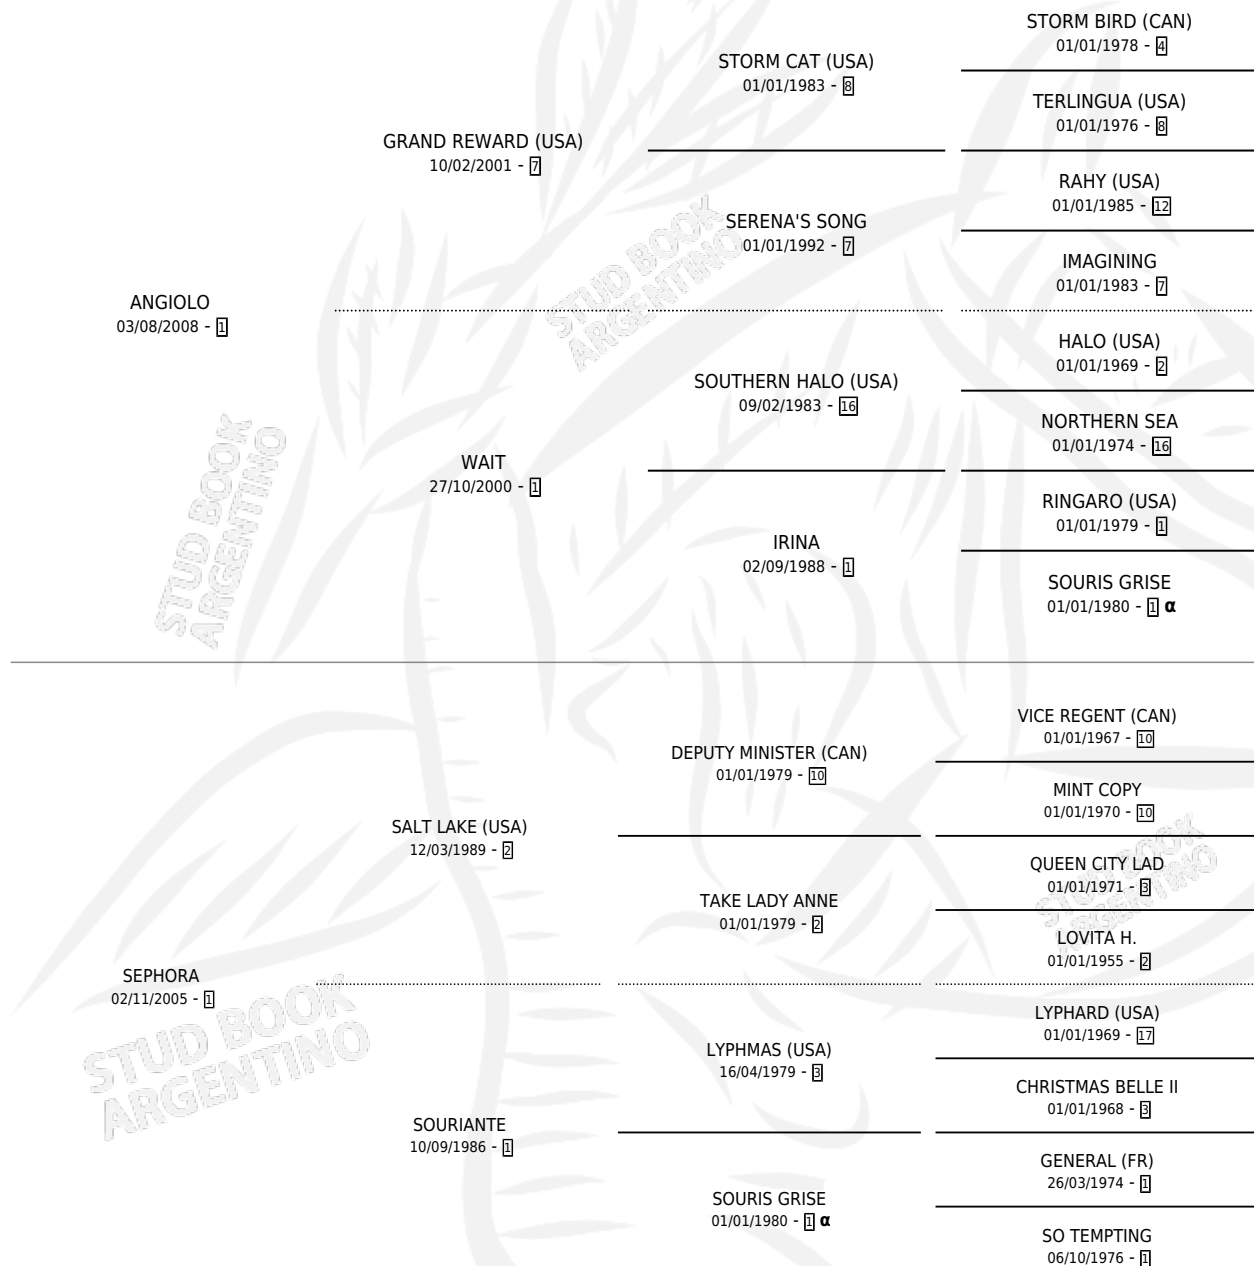 STORM BIRD (CAN)
01/01/1978 - 4
STORM CAT (USA)
01/01/1983 - 8
TERLINGUA (USA)
01/01/1976 - 8
GRAND REWARD (USA)
10/02/2001 - 7
RAHY (USA)
01/01/1985 - 12
SERENA'S SONG
01/01/1992 - 7
IMAGINING
01/01/1983 - 7
ANGIOLO
03/08/2008 - 1
HALO (USA)
01/01/1969 - 2
SOUTHERN HALO (USA)
09/02/1983 - 16
NORTHERN SEA
01/01/1974 - 16
WAIT
27/10/2000 - 1
RINGARO (USA)
01/01/1979 - 1
IRINA
02/09/1988 - 1
SOURIS GRISE
01/01/1980 - 1 α
VICE REGENT (CAN)
01/01/1967 - 10
DEPUTY MINISTER (CAN)
01/01/1979 - 10
MINT COPY
01/01/1970 - 10
SALT LAKE (USA)
12/03/1989 - 2
QUEEN CITY LAD
01/01/1971 - 3
TAKE LADY ANNE
01/01/1979 - 2
LOVITA H.
01/01/1955 - 2
SEPHORA
02/11/2005 - 1
LYPHARD (USA)
01/01/1969 - 17
LYPHMAS (USA)
16/04/1979 - 3
CHRISTMAS BELLE II
01/01/1968 - 3
SOURIANTE
10/09/1986 - 1
GENERAL (FR)
26/03/1974 - 1
SOURIS GRISE
01/01/1980 - 1 α
SO TEMPTING
06/10/1976 - 1
STUD BOOK
ARGENTINO
STUD BOOK
ARGENTINO
STUD BOOK
ARGENTINO
STUD BOOK
ARGENTINO